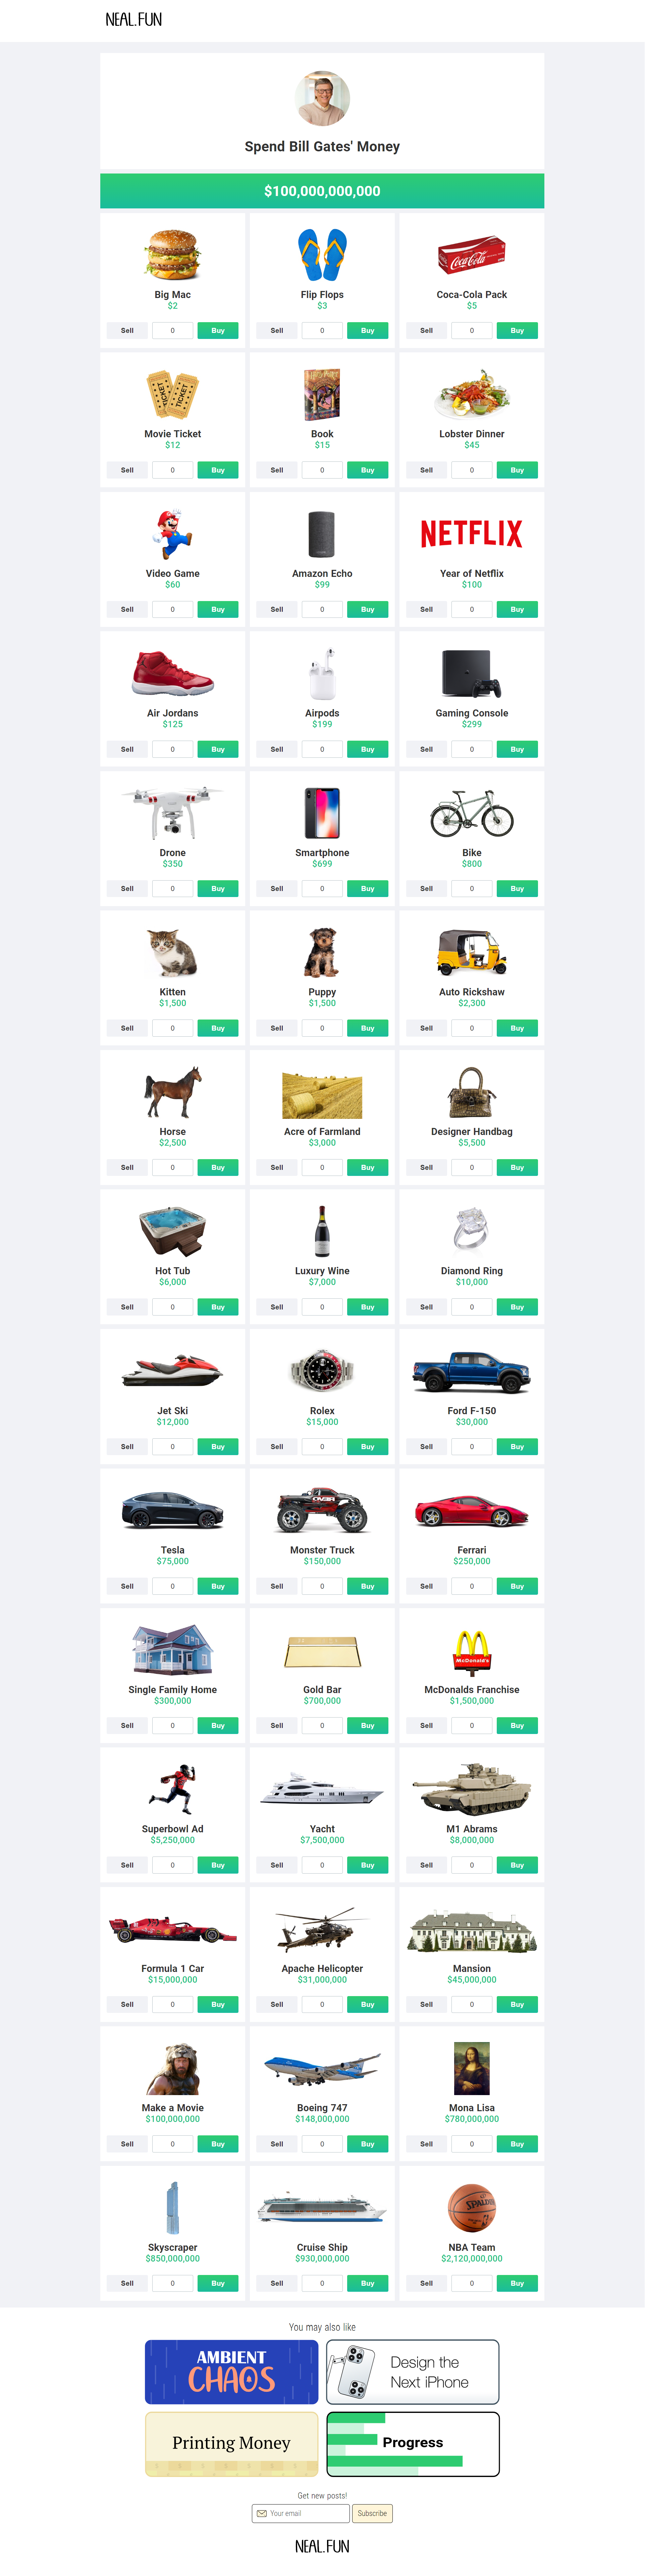 NEAL.FUN
Spend Bill Gates' Money
$100,000,000,000
Big Mac
$2
Sell 0 Buy
Flip Flops
$3
Sell 0 Buy
Coca-Cola
Coca-Cola Pack
$5
Sell 0 Buy
TICKET
TICKET
Movie Ticket
$12
Sell 0 Buy
Book
$15
Sell 0 Buy
Lobster Dinner
$45
Sell 0 Buy
Video Game
$60
Sell 0 Buy
Amazon Echo
$99
Sell 0 Buy
NETFLIX
Year of Netflix
$100
Sell 0 Buy
Air Jordans
$125
Sell 0 Buy
Airpods
$199
Sell 0 Buy
Gaming Console
$299
Sell 0 Buy
Drone
$350
Sell 0 Buy
Smartphone
$699
Sell 0 Buy
Bike
$800
Sell 0 Buy
Kitten
$1,500
Sell 0 Buy
Puppy
$1,500
Sell 0 Buy
Auto Rickshaw
$2,300
Sell 0 Buy
Horse
$2,500
Sell 0 Buy
Acre of Farmland
$3,000
Sell 0 Buy
Designer Handbag
$5,500
Sell 0 Buy
Hot Tub
$6,000
Sell 0 Buy
Luxury Wine
$7,000
Sell 0 Buy
Diamond Ring
$10,000
Sell 0 Buy
Jet Ski
$12,000
Sell 0 Buy
Rolex
$15,000
Sell 0 Buy
Ford F-150
$30,000
Sell 0 Buy
Tesla
$75,000
Sell 0 Buy
Monster Truck
$150,000
Sell 0 Buy
Ferrari
$250,000
Sell 0 Buy
Single Family Home
$300,000
Sell 0 Buy
Gold Bar
$700,000
Sell 0 Buy
McDonald's
McDonalds Franchise
$1,500,000
Sell 0 Buy
Superbowl Ad
$5,250,000
Sell 0 Buy
Yacht
$7,500,000
Sell 0 Buy
M1 Abrams
$8,000,000
Sell 0 Buy
Formula 1 Car
$15,000,000
Sell 0 Buy
Apache Helicopter
$31,000,000
Sell 0 Buy
Mansion
$45,000,000
Sell 0 Buy
Make a Movie
$100,000,000
Sell 0 Buy
Boeing 747
$148,000,000
Sell 0 Buy
Mona Lisa
$780,000,000
Sell 0 Buy
Skyscraper
$850,000,000
Sell 0 Buy
Cruise Ship
$930,000,000
Sell 0 Buy
SPALDING
NBA Team
$2,120,000,000
Sell 0 Buy
You may also like
AMBIENT
CHAOS
Design the
Next iPhone
Printing Money
Progress
Get new posts!
Your email
Subscribe
NEAL.FUN